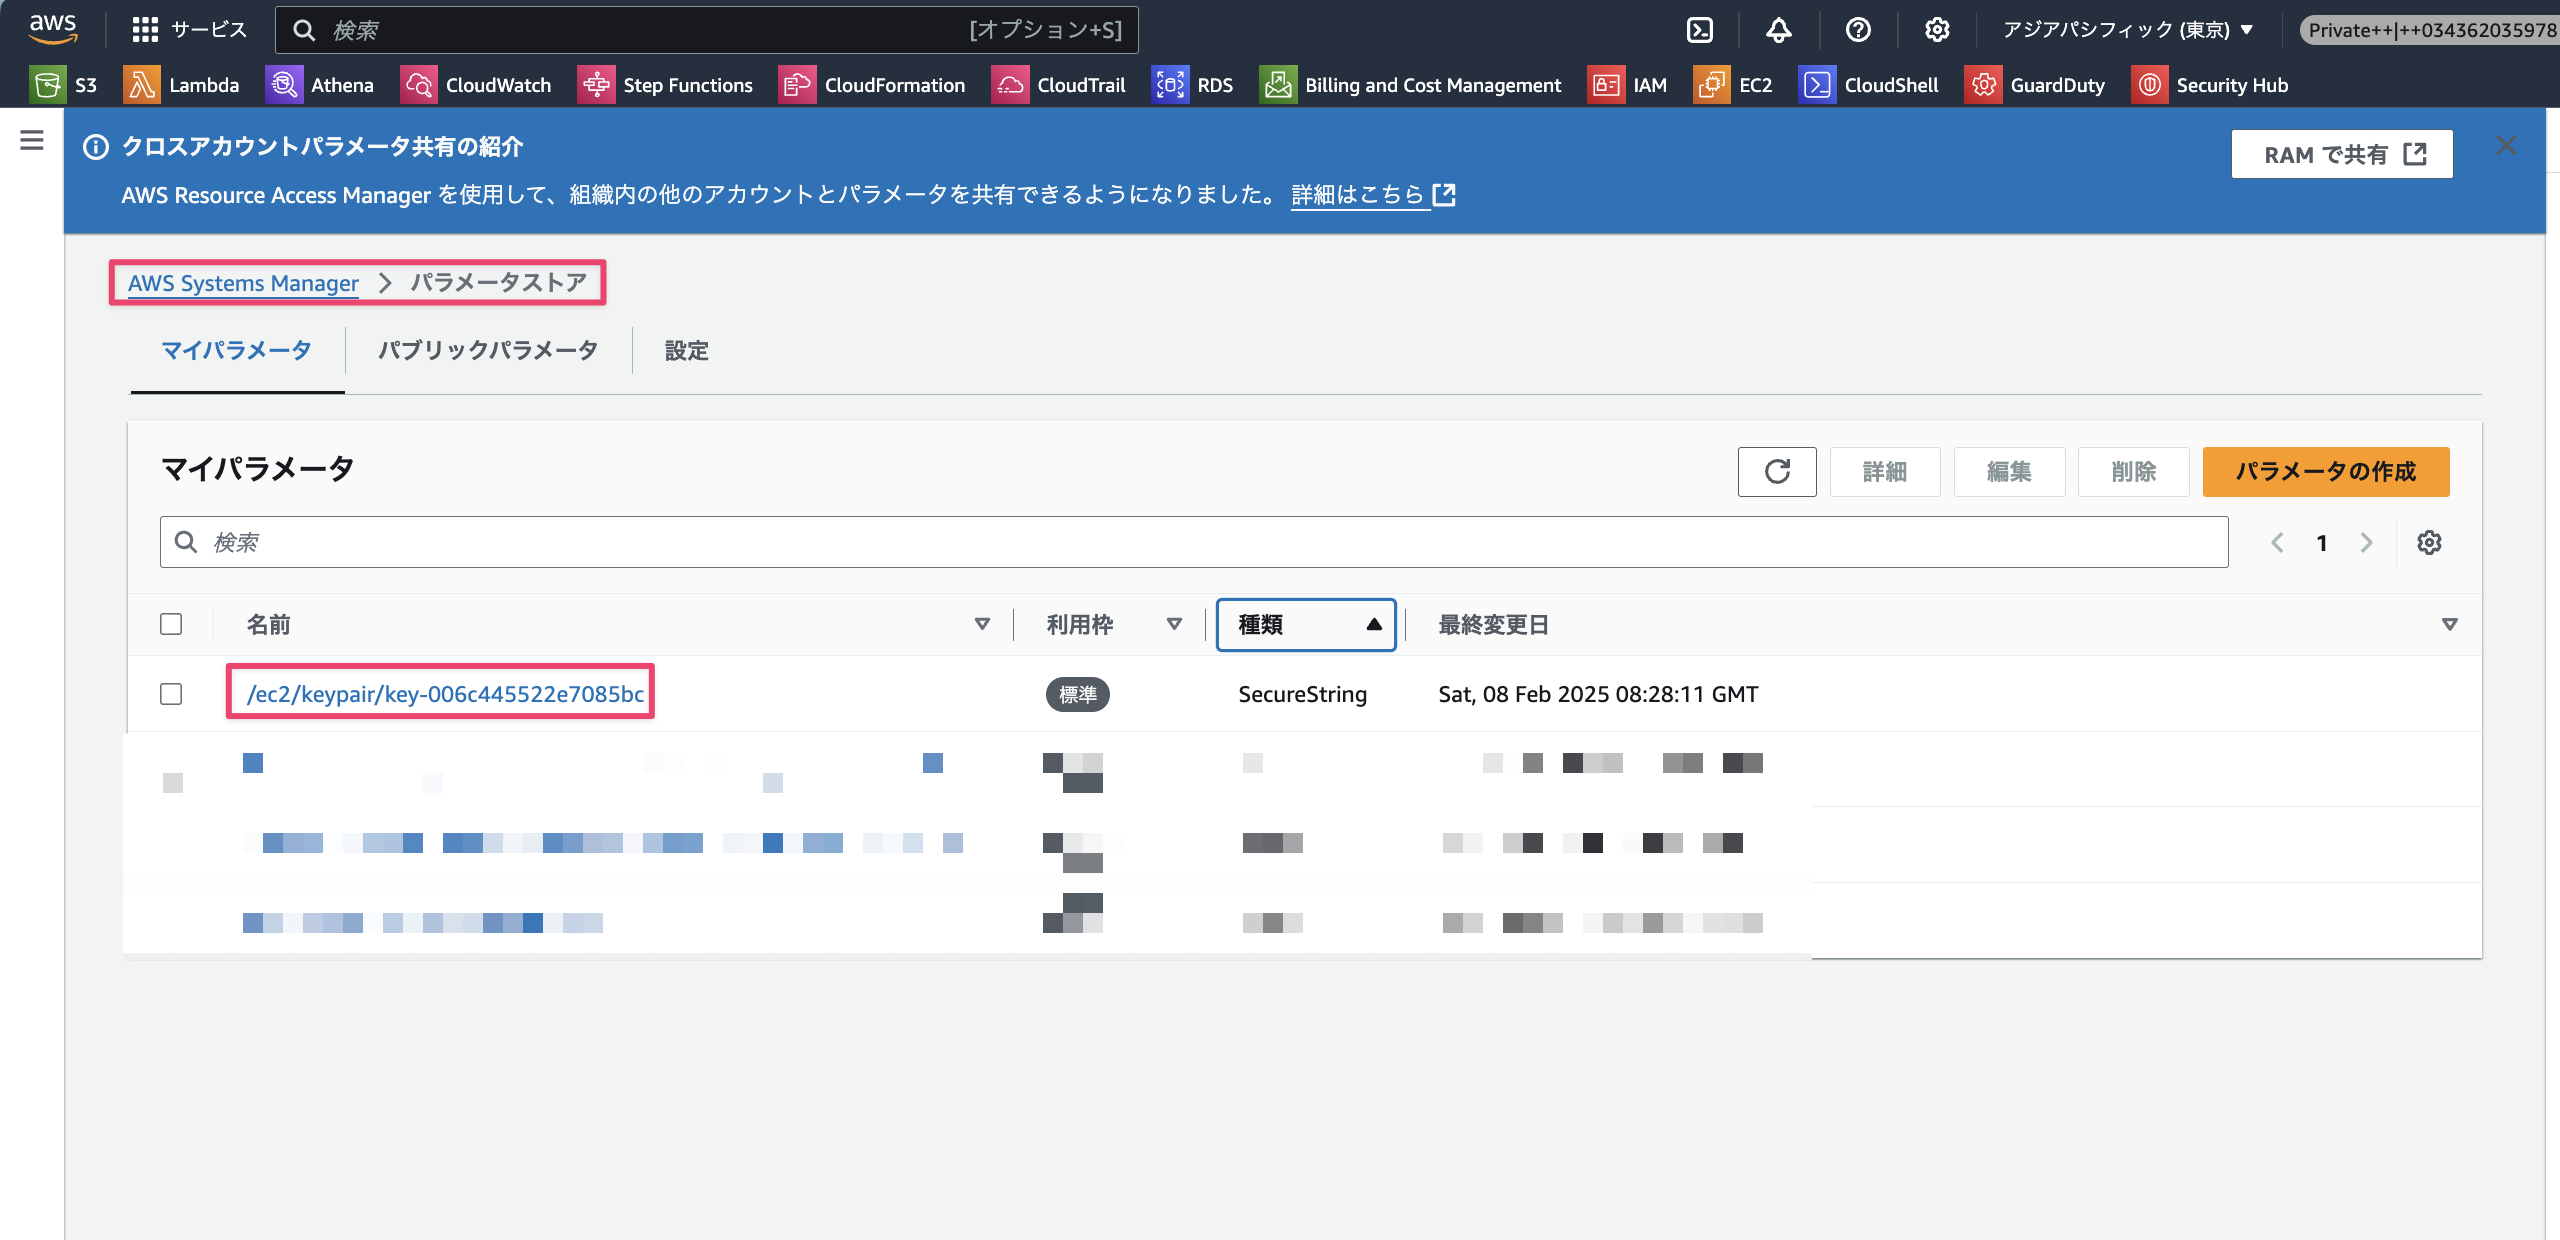 aws サービス 検索 [オプション+S] アジアパシフィック (東京) ▼ Private++|++034362035978
S3 Lambda Athena CloudWatch Step Functions CloudFormation CloudTrail RDS Billing and Cost Management IAM EC2 CloudShell GuardDuty Security Hub
クロスアカウントパラメータ共有の紹介
AWS Resource Access Manager を使用して、組織内の他のアカウントとパラメータを共有できるようになりました。 詳細はこちら
RAM で共有
AWS Systems Manager > パラメータストア
マイパラメータ パブリックパラメータ 設定
マイパラメータ
詳細 編集 削除 パラメータの作成
検索
1
名前 利用枠 種類 最終変更日
/ec2/keypair/key-006c445522e7085bc 標準 SecureString Sat, 08 Feb 2025 08:28:11 GMT